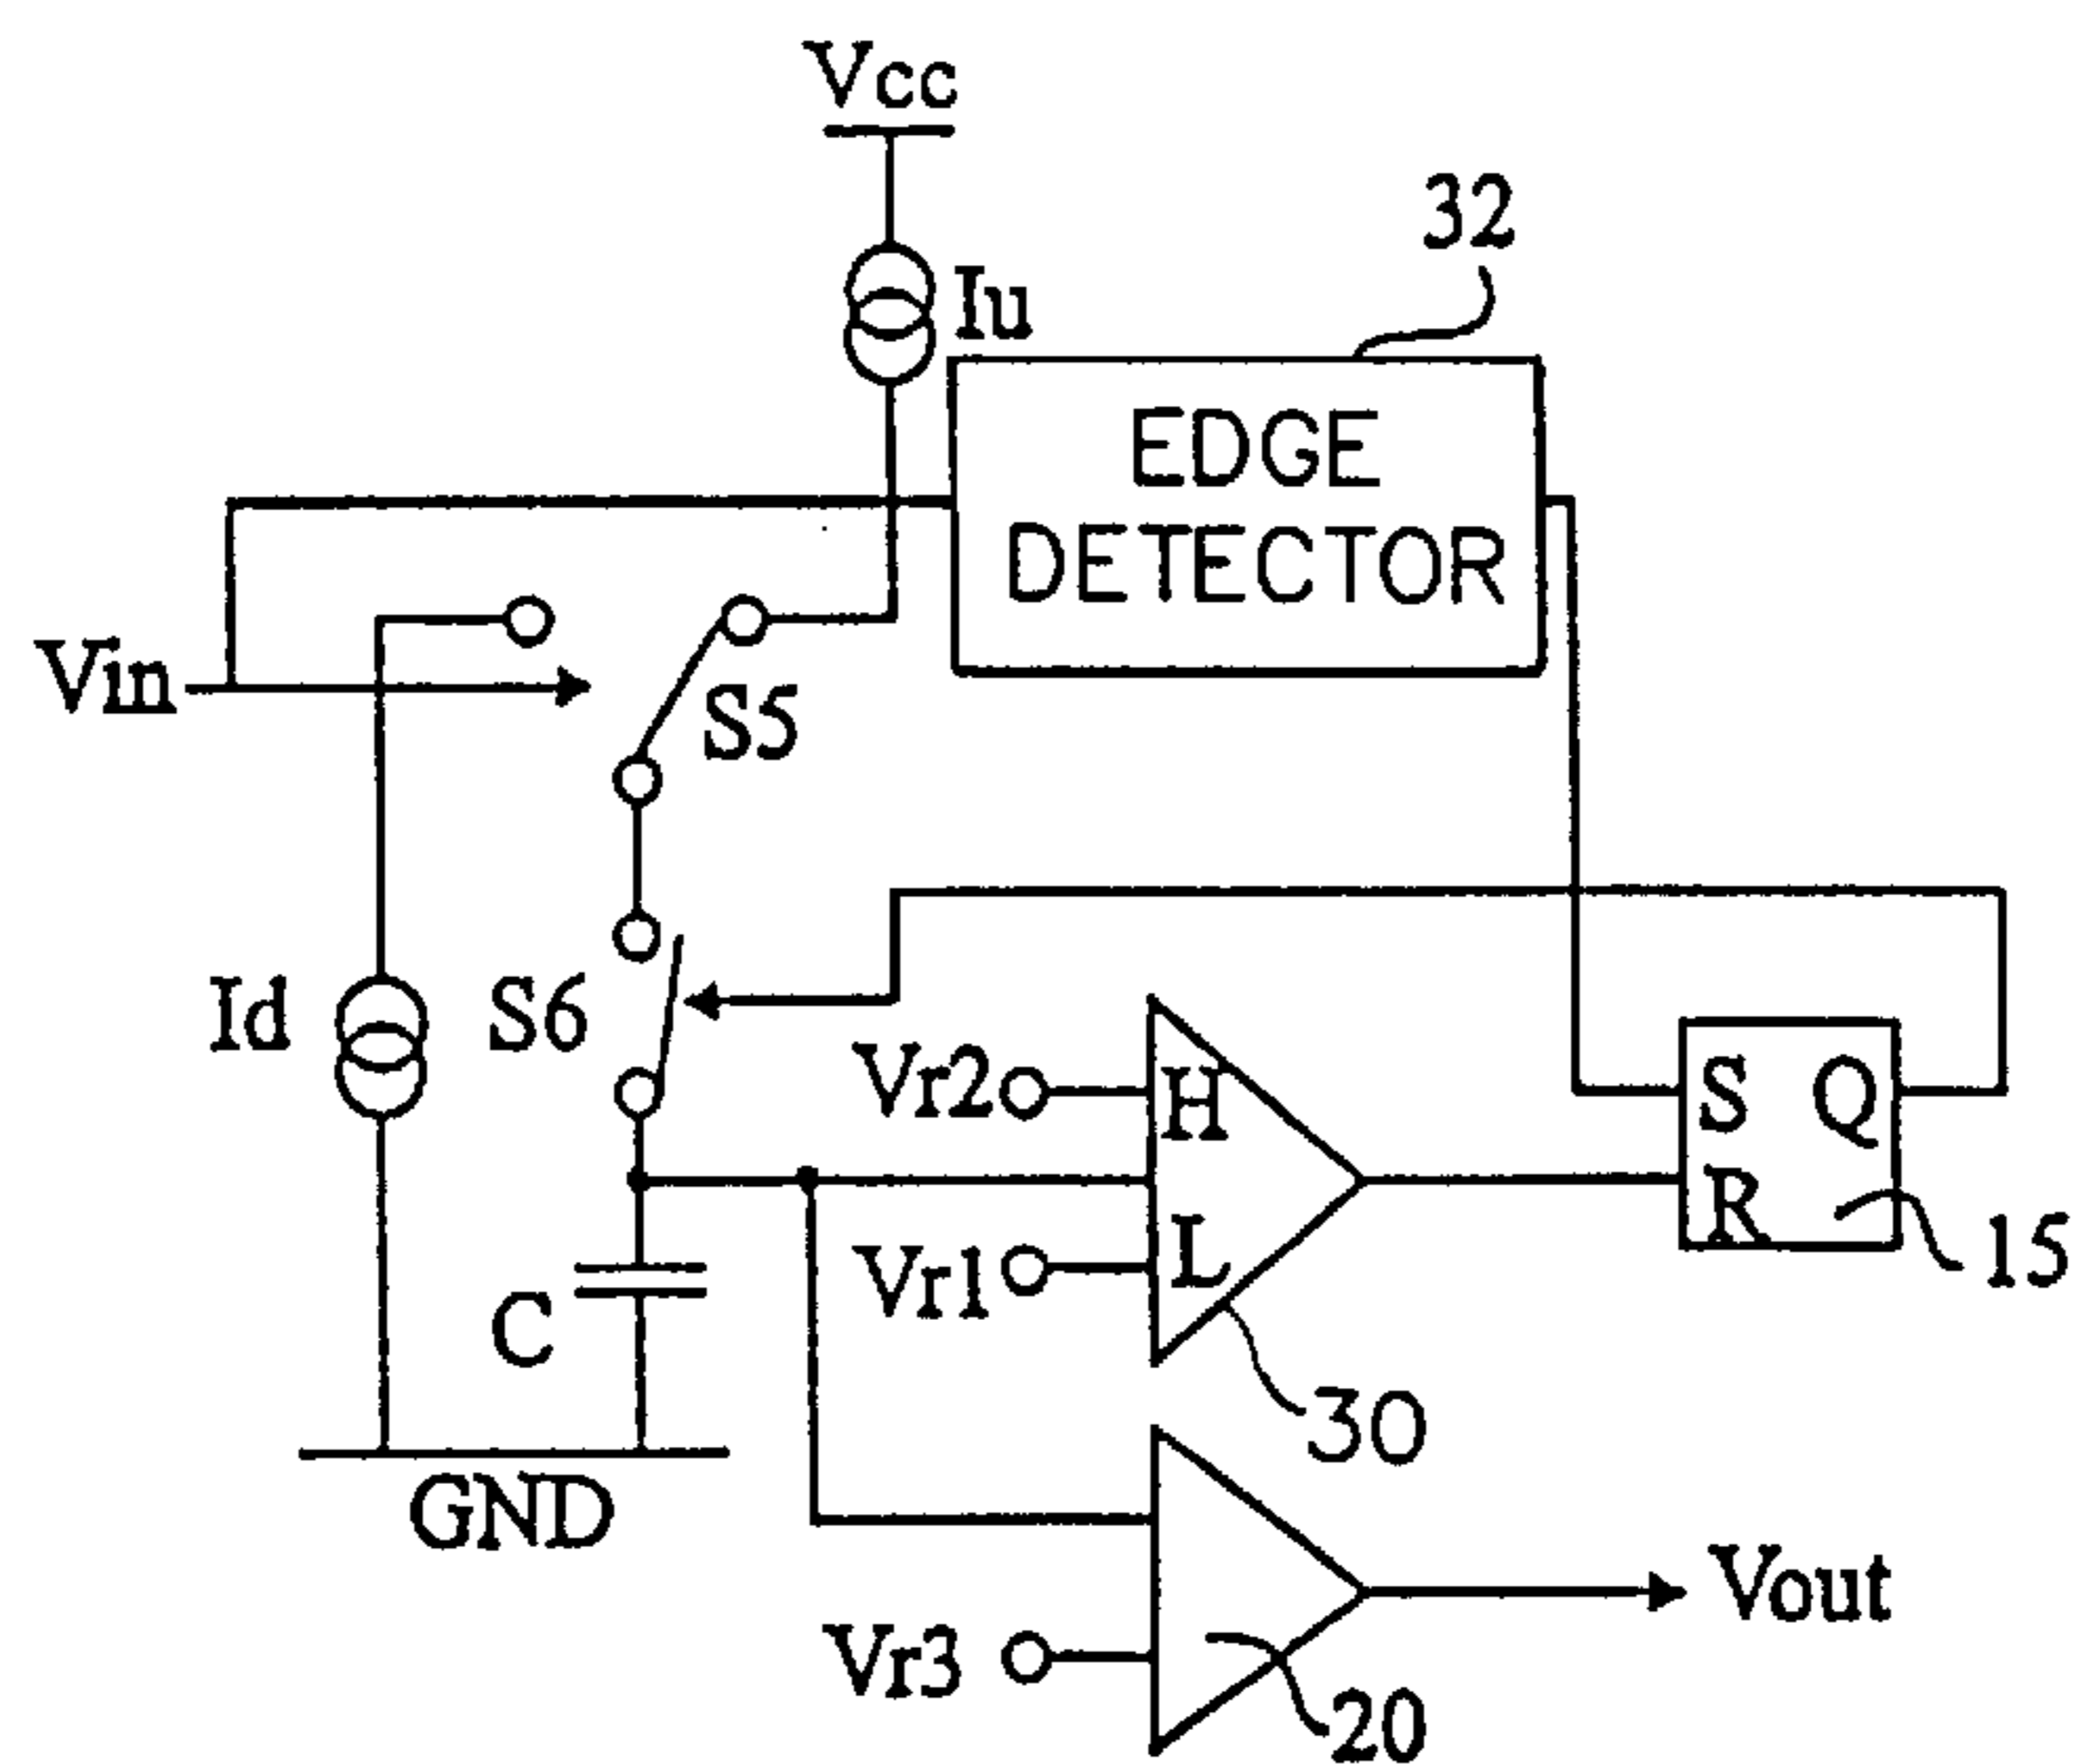 Vcc
32
Iu
EDGE
DETECTOR
Vin
S5
Id
S6
Vr2
H
S Q
R
Vr1
L
15
C
30
GND
Vout
Vr3
20